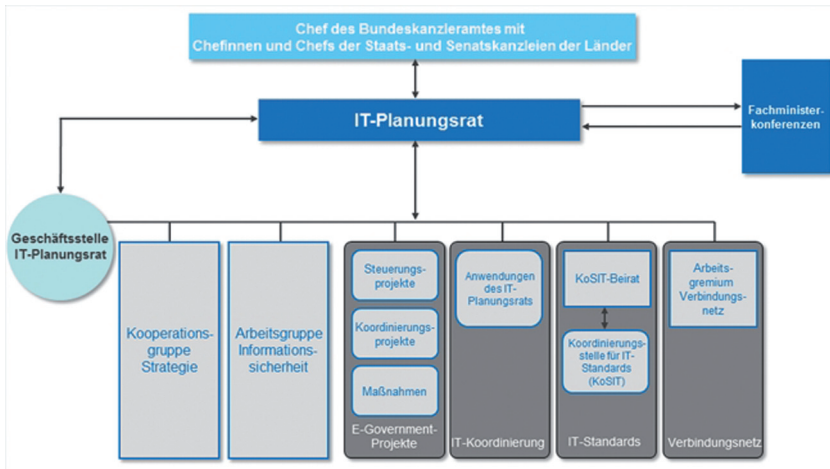 Chef des Bundeskanzleramtes mit
Chefinnen und Chefs der Staats- und Senatskanzleien der Länder
IT-Planungsrat
Fachminister-
konferenzen
Geschäftsstelle
IT-Planungsrat
Kooperations-
gruppe
Strategie
Arbeitsgruppe
Informations-
sicherheit
Steuerungs-
projekte
Koordinierungs-
projekte
Maßnahmen
E-Government-
Projekte
Anwendungen
des IT-
Planungsrats
IT-Koordinierung
KoSIT-Beirat
Koordinierungs-
stelle für IT-
Standards
(KoSIT)
IT-Standards
Arbeits-
gremium
Verbindungs-
netz
Verbindungsnetz